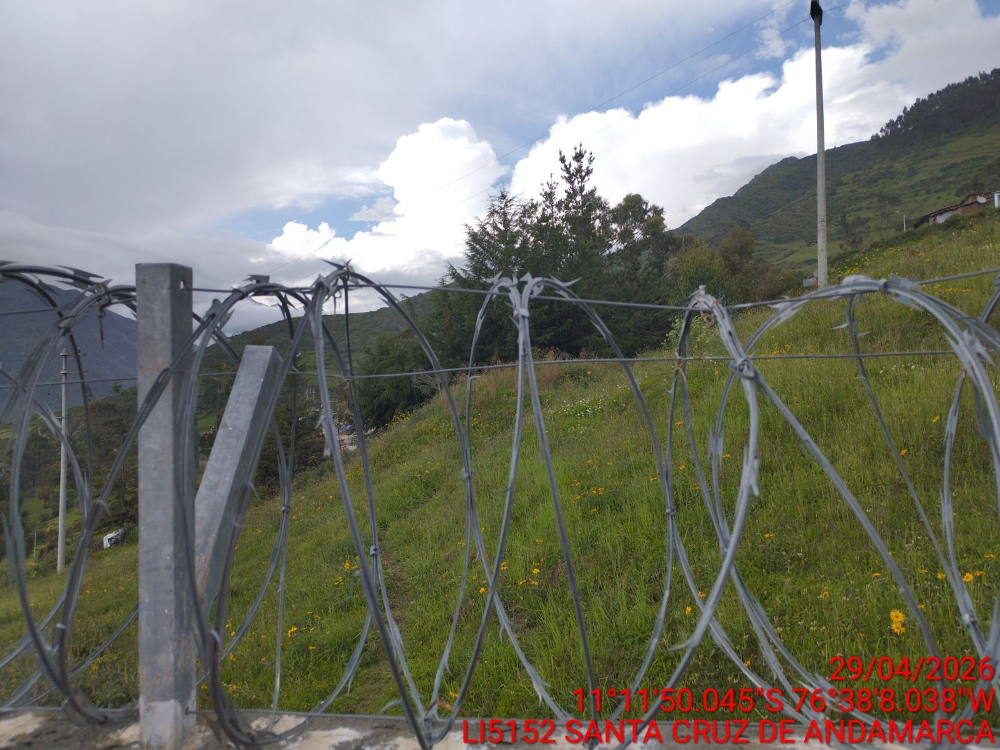 29/04/2026
11°11'50.045"S 76°38'8.038"W
LI5152 SANTA CRUZ DE ANDAMARCA